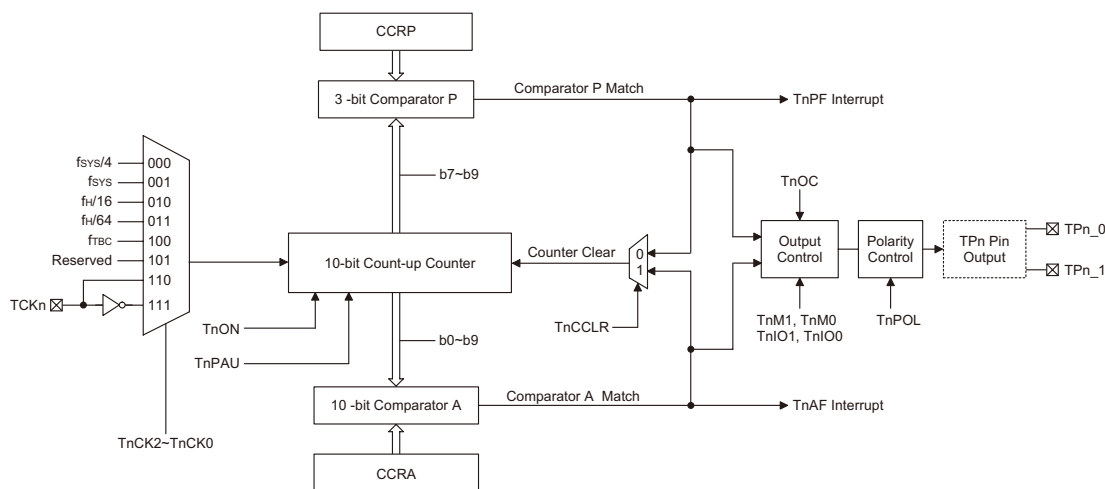 CCRP
3 -bit Comparator P
Comparator P Match
TnPF Interrupt
fSYS/4
000
fSYS
001
fH/16
010
fH/64
011
fTBC
100
Reserved
101
110
TCKn
111
TnCK2~TnCK0
b7~b9
10-bit Count-up Counter
Counter Clear
0
1
TnON
TnPAU
TnCCLR
b0~b9
TnOC
Output
Control
Polarity
Control
TPn Pin
Output
TPn_0
TPn_1
TnM1, TnM0
TnIO1, TnIO0
TnPOL
10 -bit Comparator A
Comparator A Match
TnAF Interrupt
CCRA